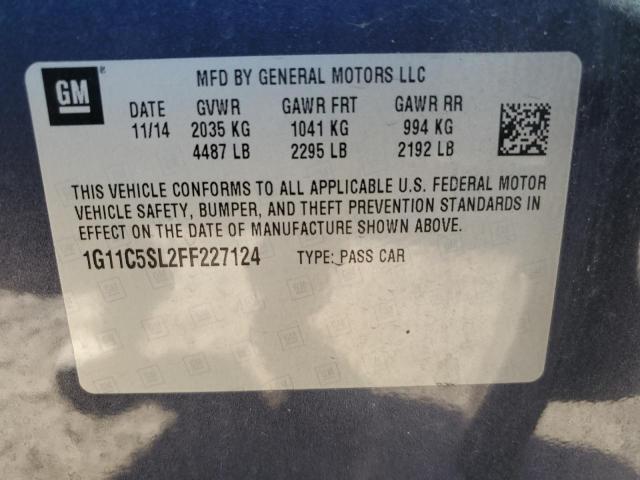 GM ®
MFD BY GENERAL MOTORS LLC
DATE GVWR GAWR FRT GAWR RR
11/14 2035 KG 1041 KG 994 KG
4487 LB 2295 LB 2192 LB
THIS VEHICLE CONFORMS TO ALL APPLICABLE U.S. FEDERAL MOTOR
VEHICLE SAFETY, BUMPER, AND THEFT PREVENTION STANDARDS IN
EFFECT ON THE DATE OF MANUFACTURE SHOWN ABOVE.
1G11C5SL2FF227124 TYPE: PASS CAR